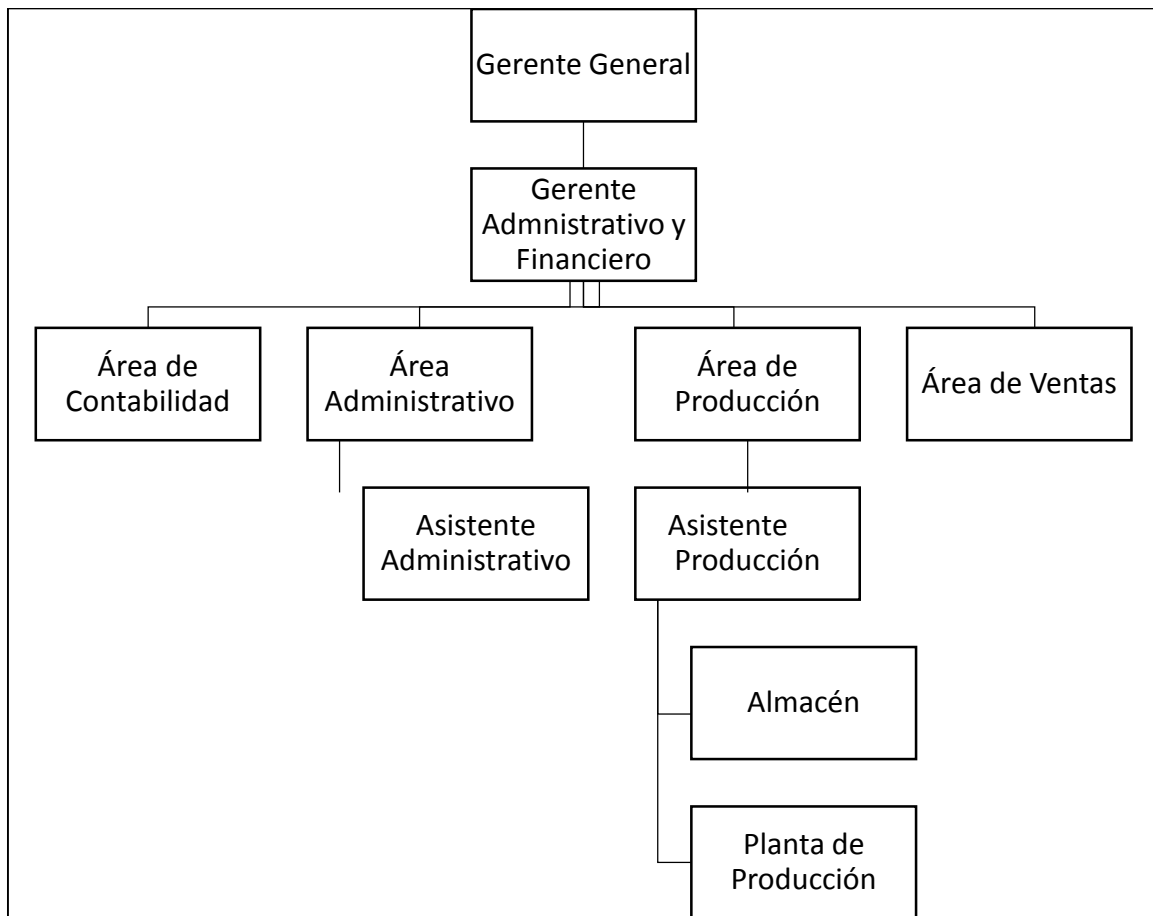 Gerente General
Gerente
Admnistrativo y
Financiero
Área de
Contabilidad
Área
Administrativo
Área de
Producción
Área de Ventas
Asistente
Administrativo
Asistente
Producción
Almacén
Planta de
Producción